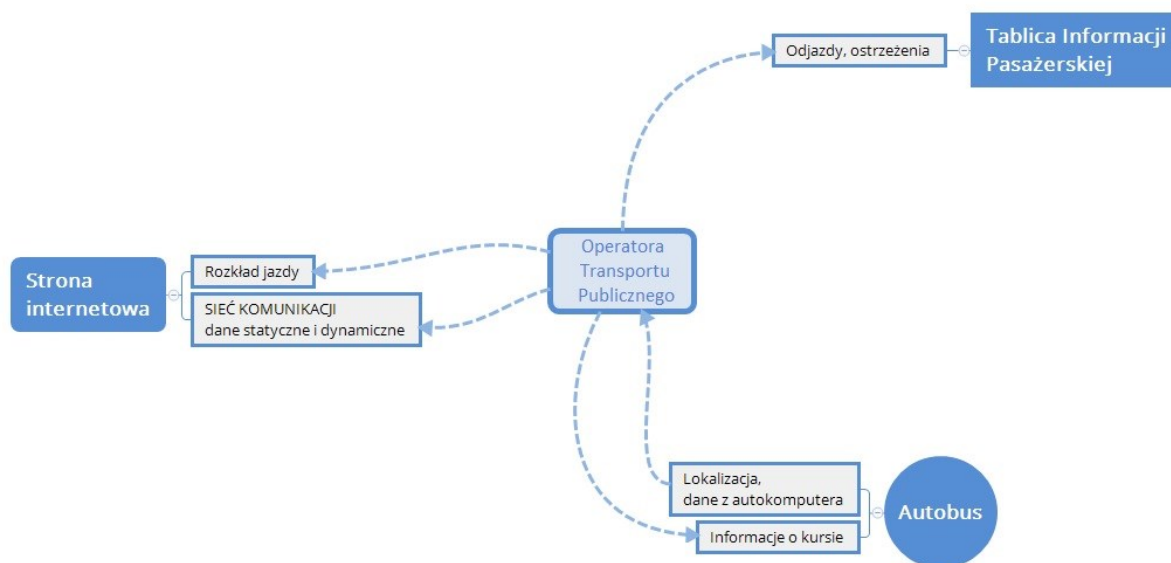 Odjazdy, ostrzeżenia
Tablica Informacji
Pasażerskiej
Operatora
Transportu
Publicznego
Strona
internetowa
Rozkład jazdy
SIEĆ KOMUNIKACJI
dane statyczne i dynamiczne
Lokalizacja,
dane z autokomputera
Informacje o kursie
Autobus